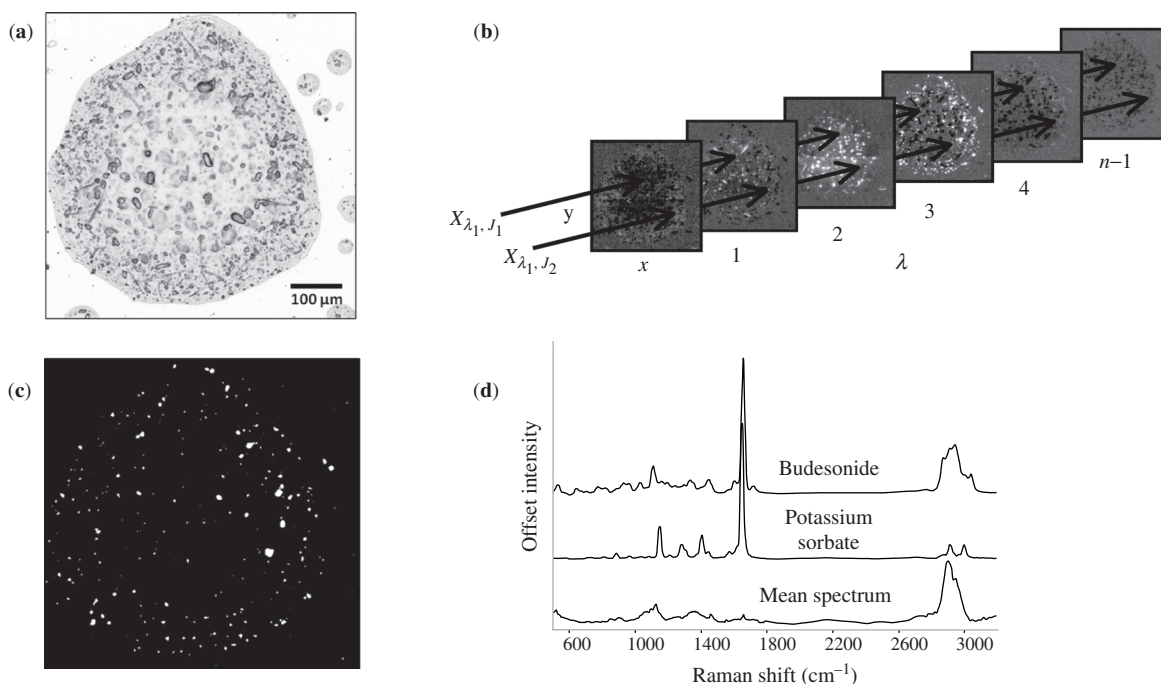 (a)
100 μm
(b)
X_{λ1, J1}
X_{λ1, J2}
y
x
1
2
3
4
n–1
λ
(c)
(d)
Offset intensity
Budesonide
Potassium
sorbate
Mean spectrum
600 1000 1400 1800 2200 2600 3000
Raman shift (cm⁻¹)